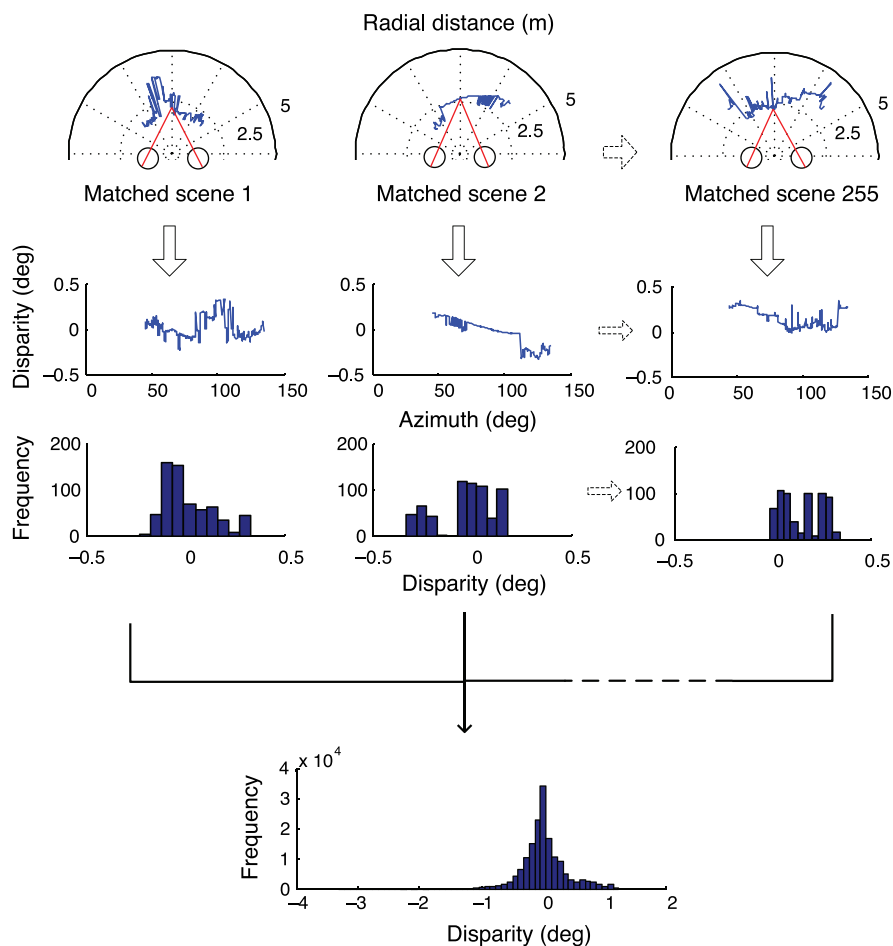 Radial distance (m)
5 5 5
2.5 2.5 2.5
Matched scene 1 Matched scene 2 Matched scene 255
Disparity (deg)
0.5 0.5 0.5
0 0 0
−0.5 −0.5 −0.5
0 50 100 150 0 50 100 150 0 50 100 150
Azimuth (deg)
Frequency
200 200 200
100 100 100
0 0 0
−0.5 0 0.5 −0.5 0 0.5 −0.5 0 0.5
Disparity (deg)
x 10^4
Frequency
4
3
2
1
0
−4 −3 −2 −1 0 1 2
Disparity (deg)